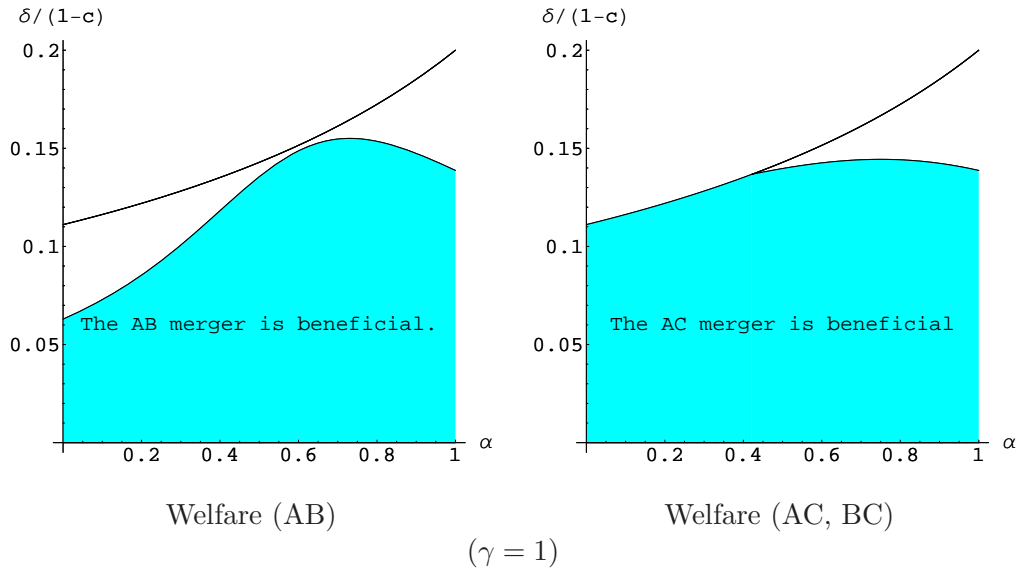 δ/(1-c)
0.2
0.15
0.1
0.05
The AB merger is beneficial.
0.2 0.4 0.6 0.8 1 α
Welfare (AB)
δ/(1-c)
0.2
0.15
0.1
0.05
The AC merger is beneficial
0.2 0.4 0.6 0.8 1 α
Welfare (AC, BC)
(γ = 1)